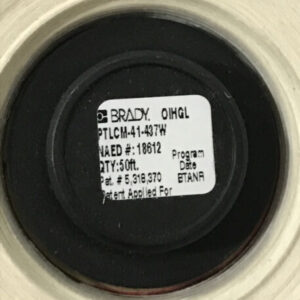 BRADY. OIHGL
PTLCM-41-437W
NAED #: 18612
QTY: 50ft. Program Date
Pat. # 5,318,370 ETANR
Patent Applied For